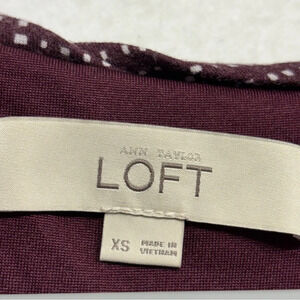 ANN TAYLOR
LOFT
XS
MADE IN
VIETNAM